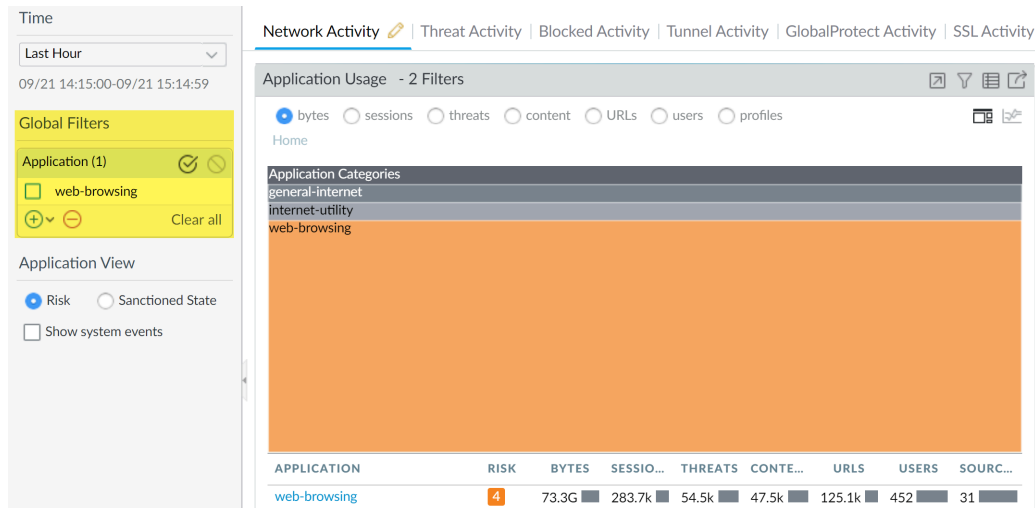 Time
Last Hour
09/21 14:15:00-09/21 15:14:59
Global Filters
Application (1)
web-browsing
Clear all
Application View
Risk Sanctioned State
Show system events
Network Activity Threat Activity Blocked Activity Tunnel Activity GlobalProtect Activity SSL Activity
Application Usage - 2 Filters
bytes sessions threats content URLs users profiles
Home
Application Categories
general-internet
internet-utility
web-browsing
APPLICATION RISK BYTES SESSIO... THREATS CONTE... URLS USERS SOURC...
web-browsing 4 73.3G 283.7k 54.5k 47.5k 125.1k 452 31